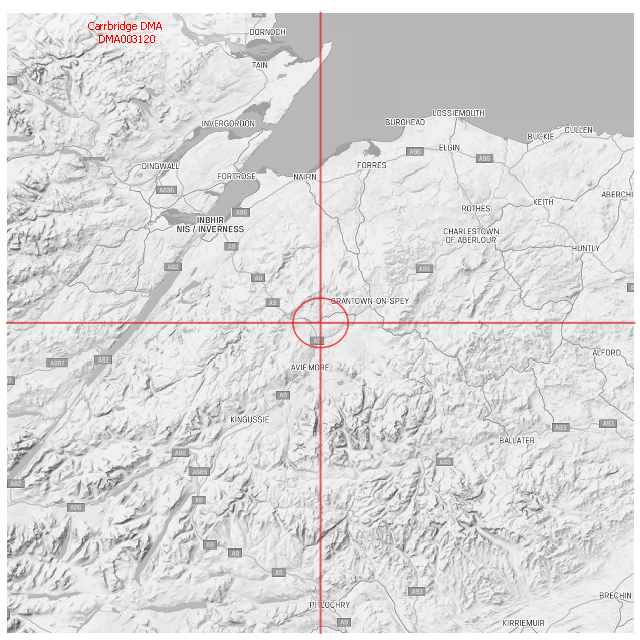 Carrbridge DMA
DMA003120
DORNOCH
TAIN
LOSSIEMOUTH
INVERGORDON
BURGHEAD
CULLEN
BUCKIE
ELGIN
A96
A96
DINGWALL
FORRES
FORTROSE
NAIRN
A835
ABERCHI
KEITH
ROTHES
A96
INBHIR
NIS / INVERNESS
CHARLESTOWN
OF ABERLOUR
A9
HUNTLY
A82
A95
A9
A9
GRANTOWN-ON-SPEY
ALFORD
A887
A82
AVIEMORE
A9
KINGUSSIE
A93
A93
BALLATER
A86
A93
A889
A82
A9
A86
A9
A9
A9
A93
BRECHIN
PITLOCHRY
A9
KIRRIEMUIR